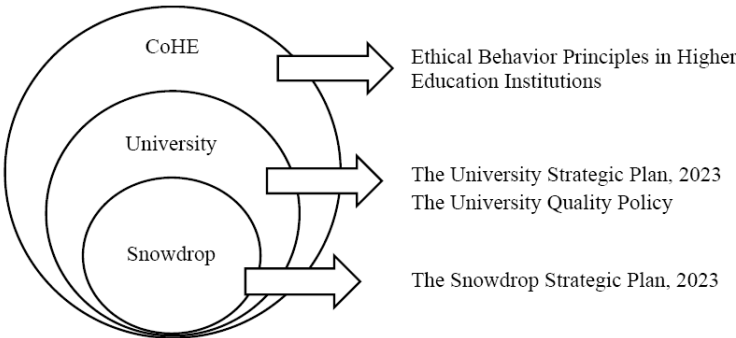 CoHE
Ethical Behavior Principles in Higher
Education Institutions
University
The University Strategic Plan, 2023
The University Quality Policy
Snowdrop
The Snowdrop Strategic Plan, 2023